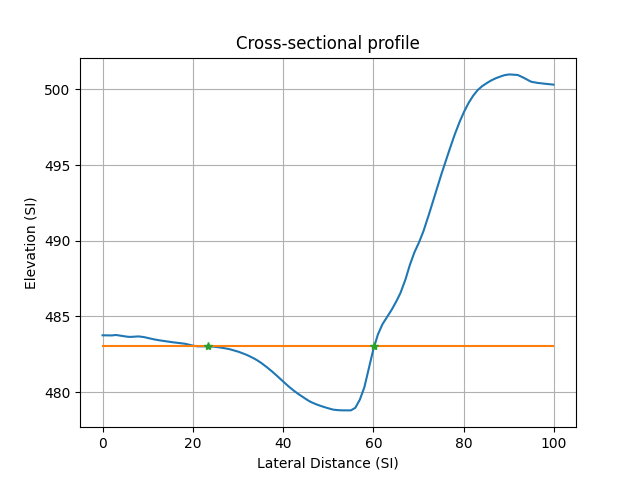 Cross-sectional profile
Elevation (SI)
500
495
490
485
480
0 20 40 60 80 100
Lateral Distance (SI)